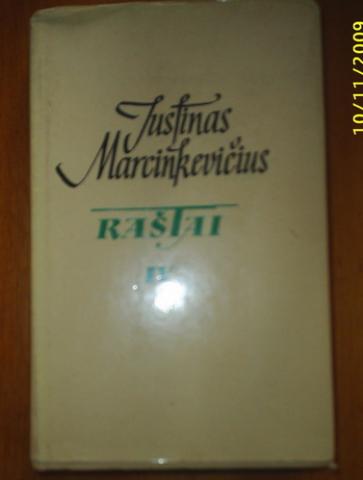 Justinas
Marcinkevičius
RAŠTAI
10/11/2009